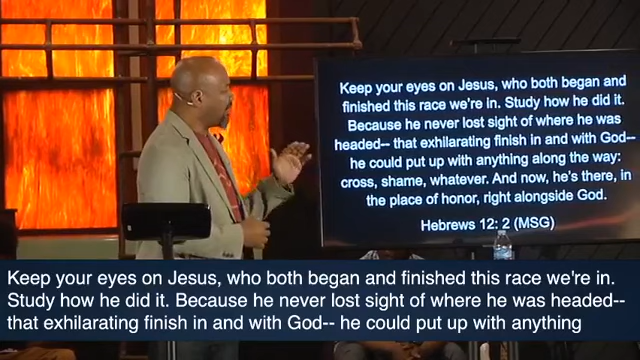 Keep your eyes on Jesus, who both began and
finished this race we're in. Study how he did it.
Because he never lost sight of where he was
headed-- that exhilarating finish in and with God--
he could put up with anything along the way:
cross, shame, whatever. And now, he's there, in
the place of honor, right alongside God.
Hebrews 12: 2 (MSG)
Keep your eyes on Jesus, who both began and finished this race we're in.
Study how he did it. Because he never lost sight of where he was headed--
that exhilarating finish in and with God-- he could put up with anything